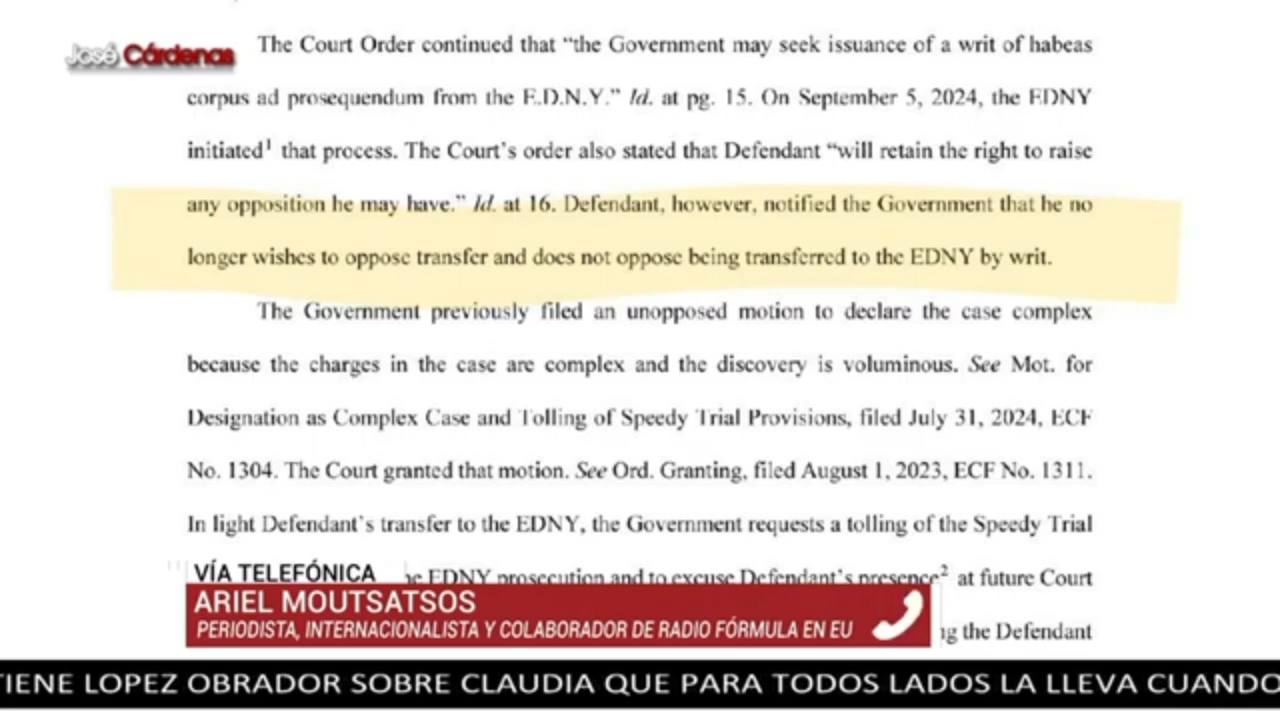 José Cárdenas
The Court Order continued that “the Government may seek issuance of a writ of habeas
corpus ad prosequendum from the E.D.N.Y.” Id. at pg. 15. On September 5, 2024, the EDNY
initiated¹ that process. The Court’s order also stated that Defendant “will retain the right to raise
any opposition he may have.” Id. at 16. Defendant, however, notified the Government that he no
longer wishes to oppose transfer and does not oppose being transferred to the EDNY by writ.
The Government previously filed an unopposed motion to declare the case complex
because the charges in the case are complex and the discovery is voluminous. See Mot. for
Designation as Complex Case and Tolling of Speedy Trial Provisions, filed July 31, 2024, ECF
No. 1304. The Court granted that motion. See Ord. Granting, filed August 1, 2023, ECF No. 1311.
In light Defendant’s transfer to the EDNY, the Government requests a tolling of the Speedy Trial
EDNY prosecution and to excuse Defendant’s presence² at future Court
the Defendant
VÍA TELEFÓNICA
ARIEL MOUTSATSOS
PERIODISTA, INTERNACIONALISTA Y COLABORADOR DE RADIO FÓRMULA EN EU
TIENE LOPEZ OBRADOR SOBRE CLAUDIA QUE PARA TODOS LADOS LA LLEVA CUANDO